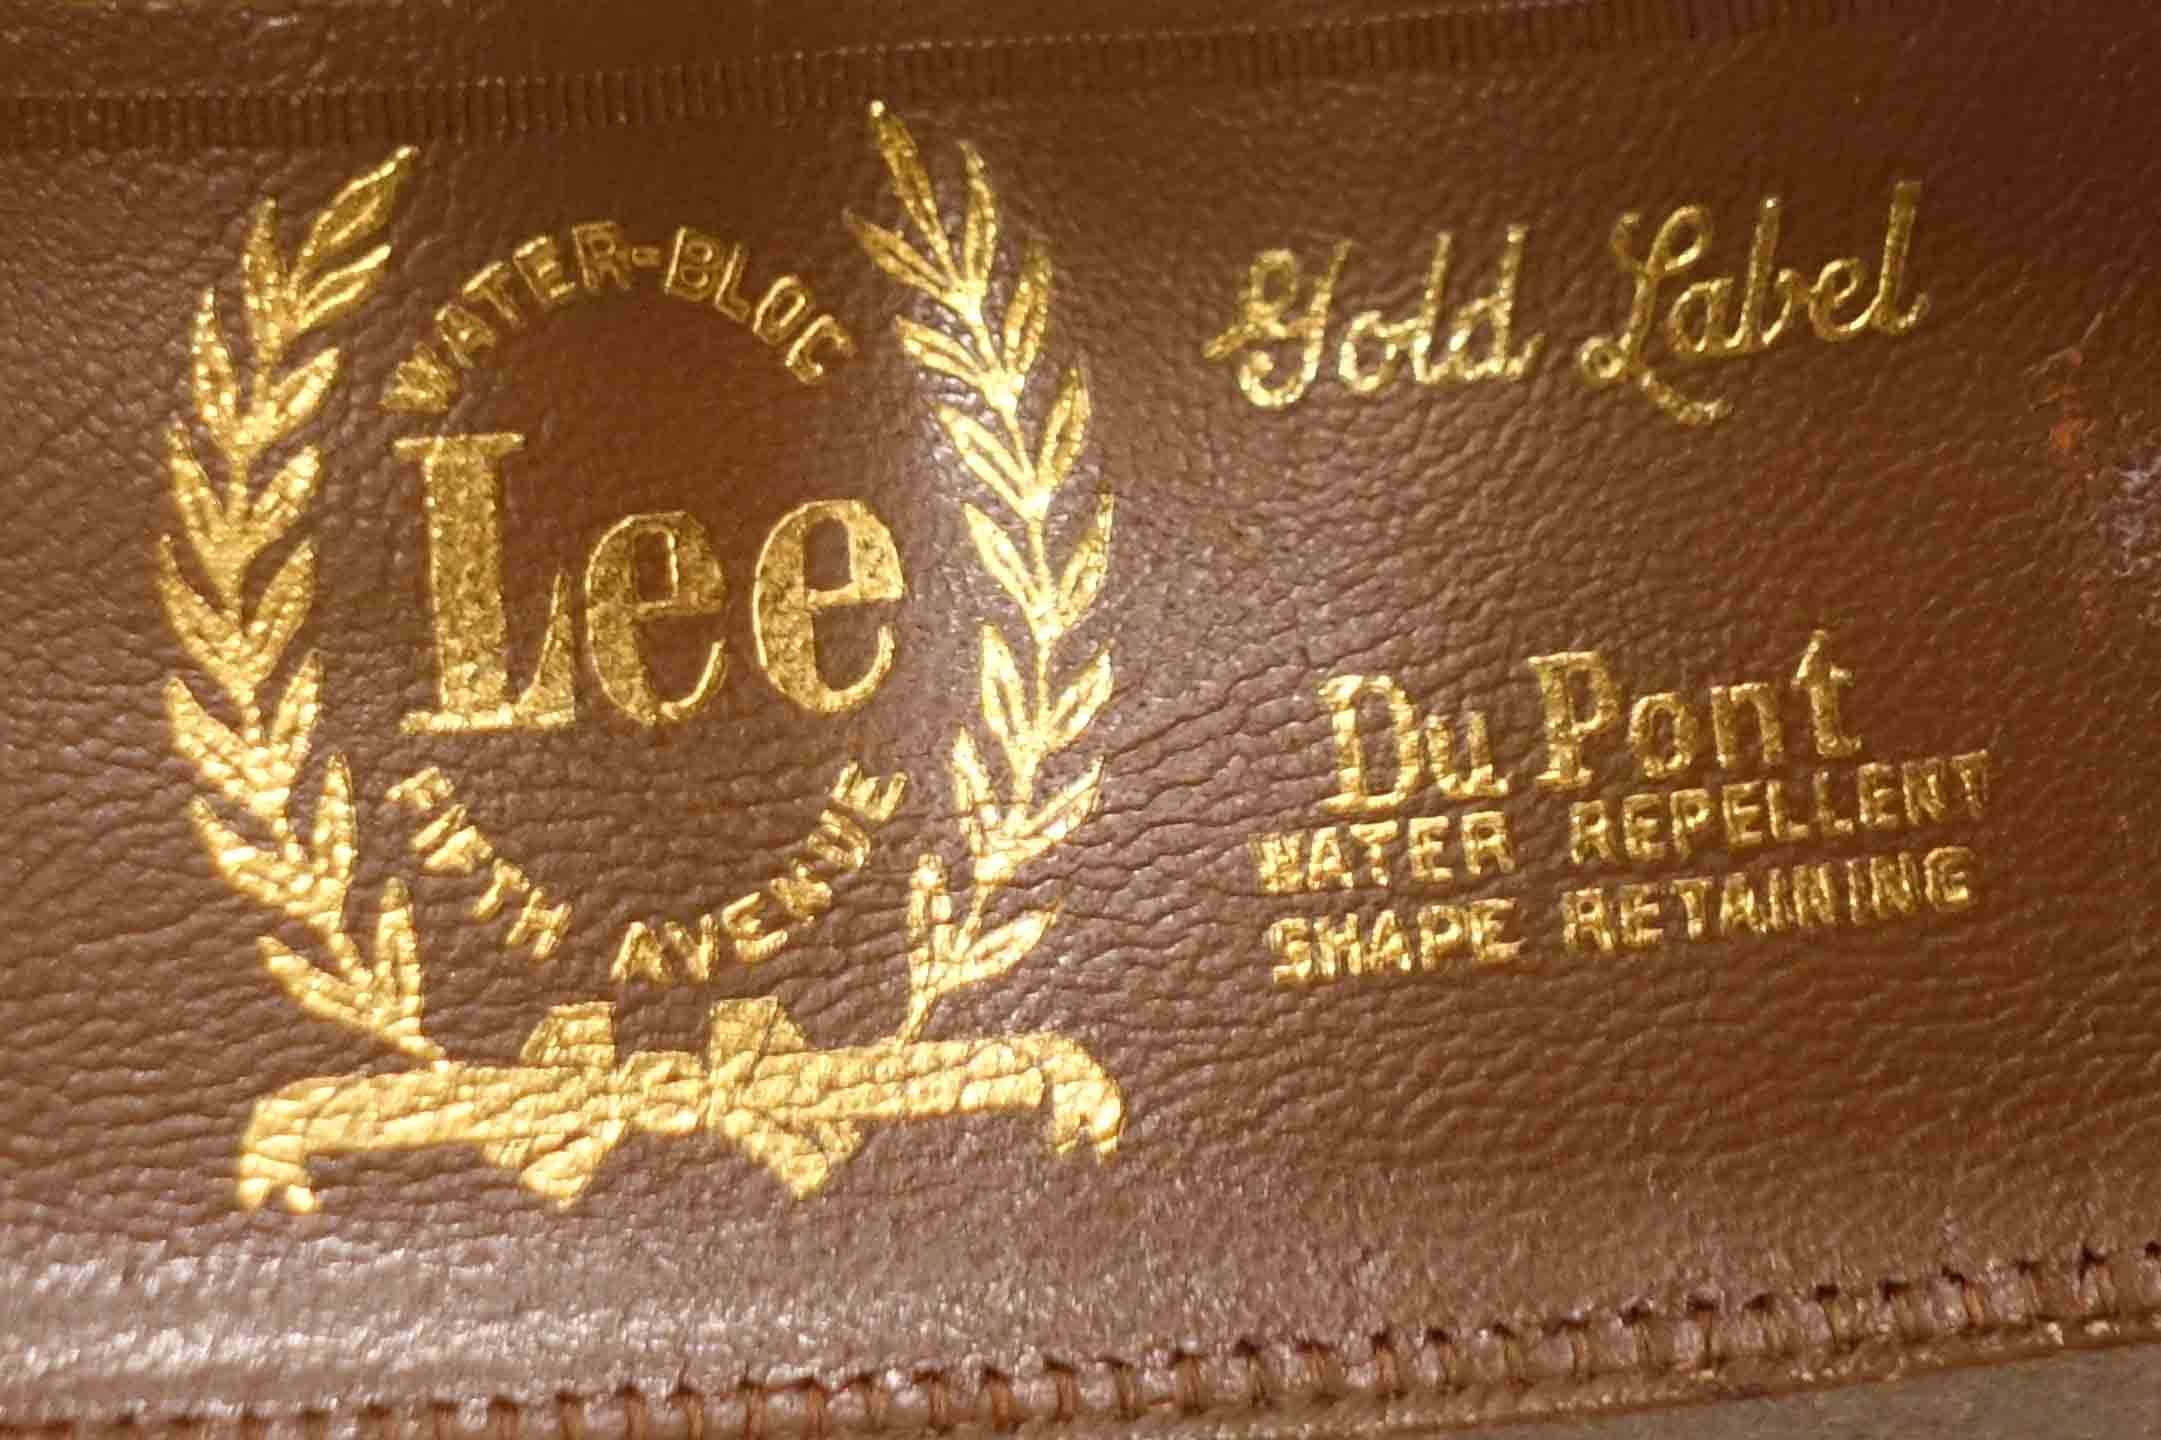 WATER-BLOC
Lee
FIFTH AVENUE
Gold Label
Du Pont
WATER REPELLENT
SHAPE RETAINING